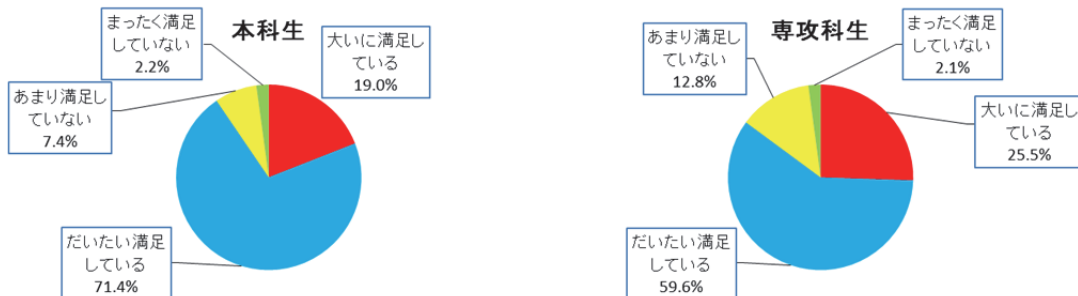 本科生
まったく満足
していない
2.2%
大いに満足し
ている
19.0%
あまり満足し
ていない
7.4%
だいたい満足
している
71.4%
専攻科生
あまり満足し
ていない
12.8%
まったく満足
していない
2.1%
大いに満足し
ている
25.5%
だいたい満足
している
59.6%